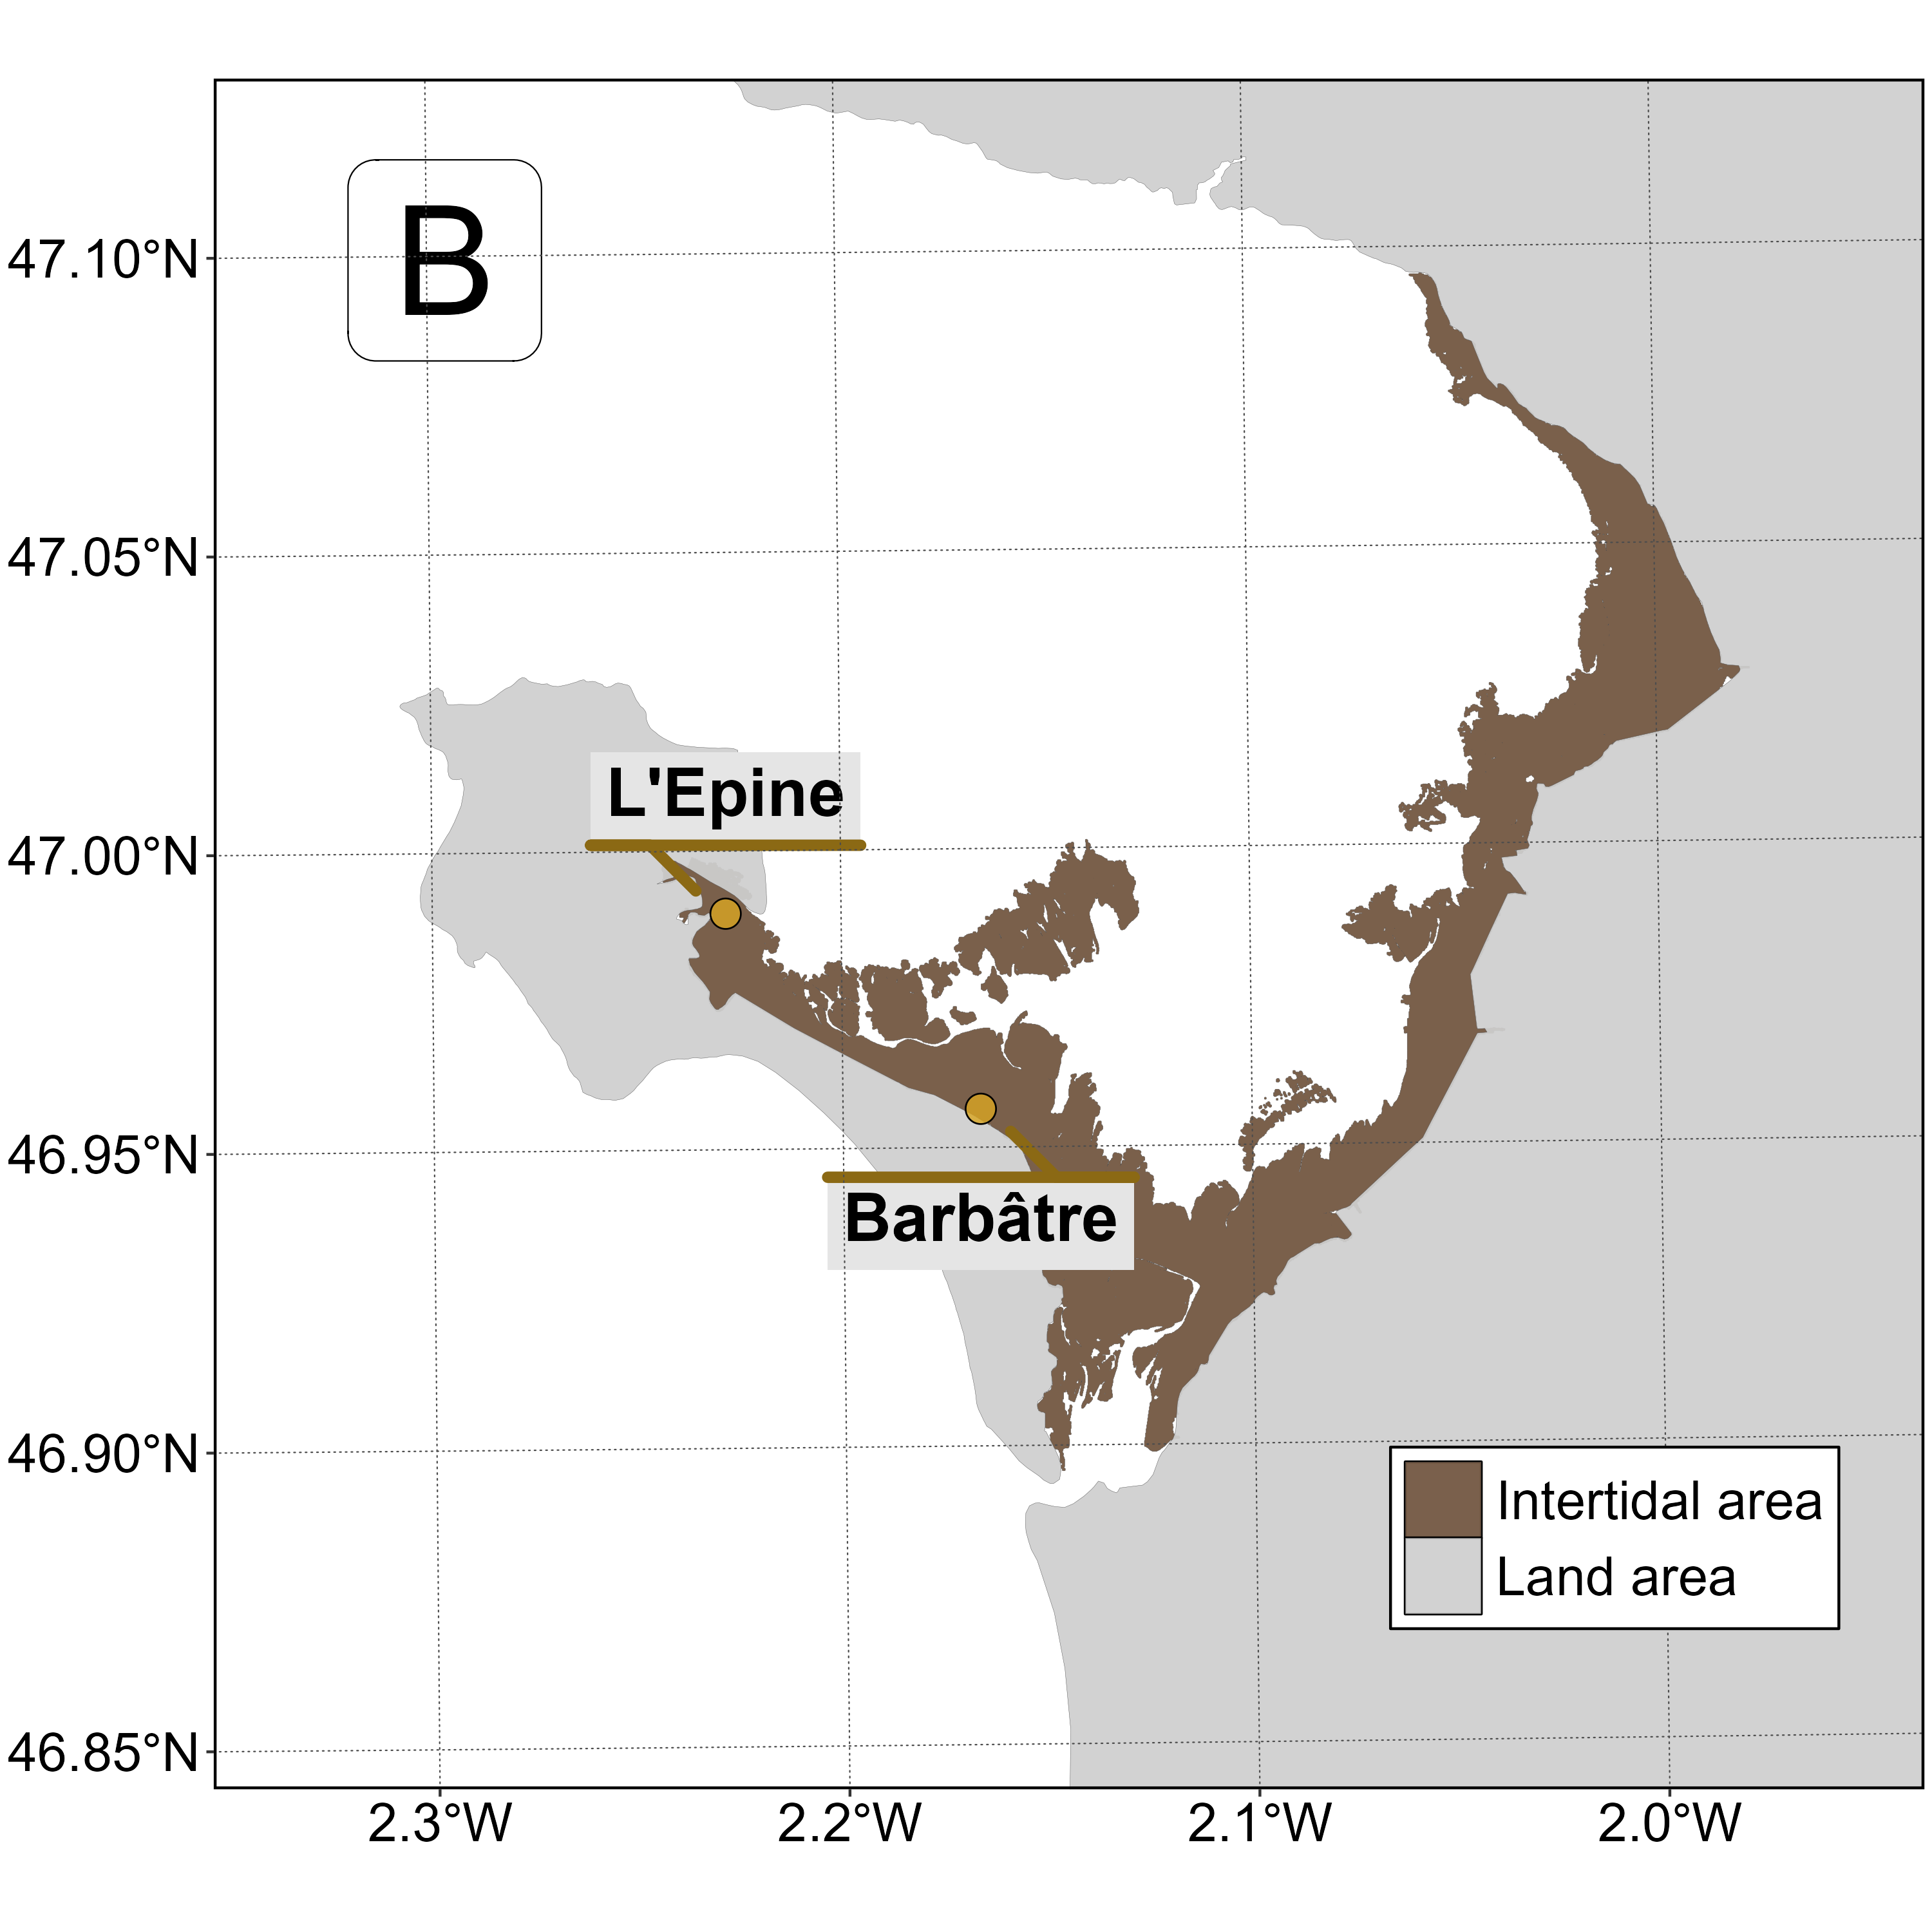 B
47.10°N
47.05°N
47.00°N
46.95°N
46.90°N
46.85°N
L'Epine
Barbâtre
Intertidal area
Land area
2.3°W
2.2°W
2.1°W
2.0°W